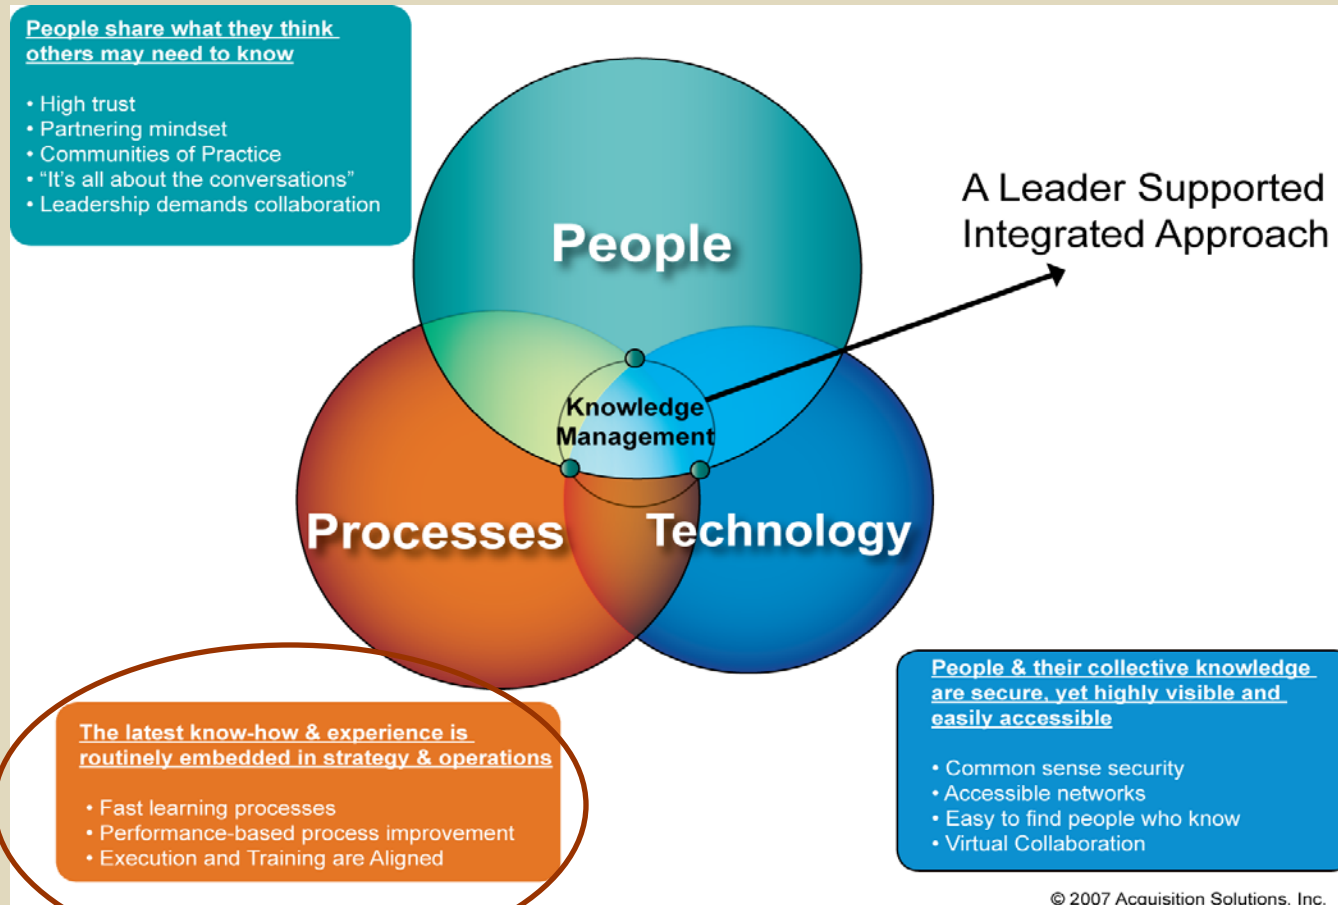 People share what they think
others may need to know
• High trust
• Partnering mindset
• Communities of Practice
• “It’s all about the conversations”
• Leadership demands collaboration
A Leader Supported
Integrated Approach
People
Knowledge
Management
Processes
Technology
The latest know-how & experience is
routinely embedded in strategy & operations
• Fast learning processes
• Performance-based process improvement
• Execution and Training are Aligned
People & their collective knowledge
are secure, yet highly visible and
easily accessible
• Common sense security
• Accessible networks
• Easy to find people who know
• Virtual Collaboration
© 2007 Acquisition Solutions, Inc.